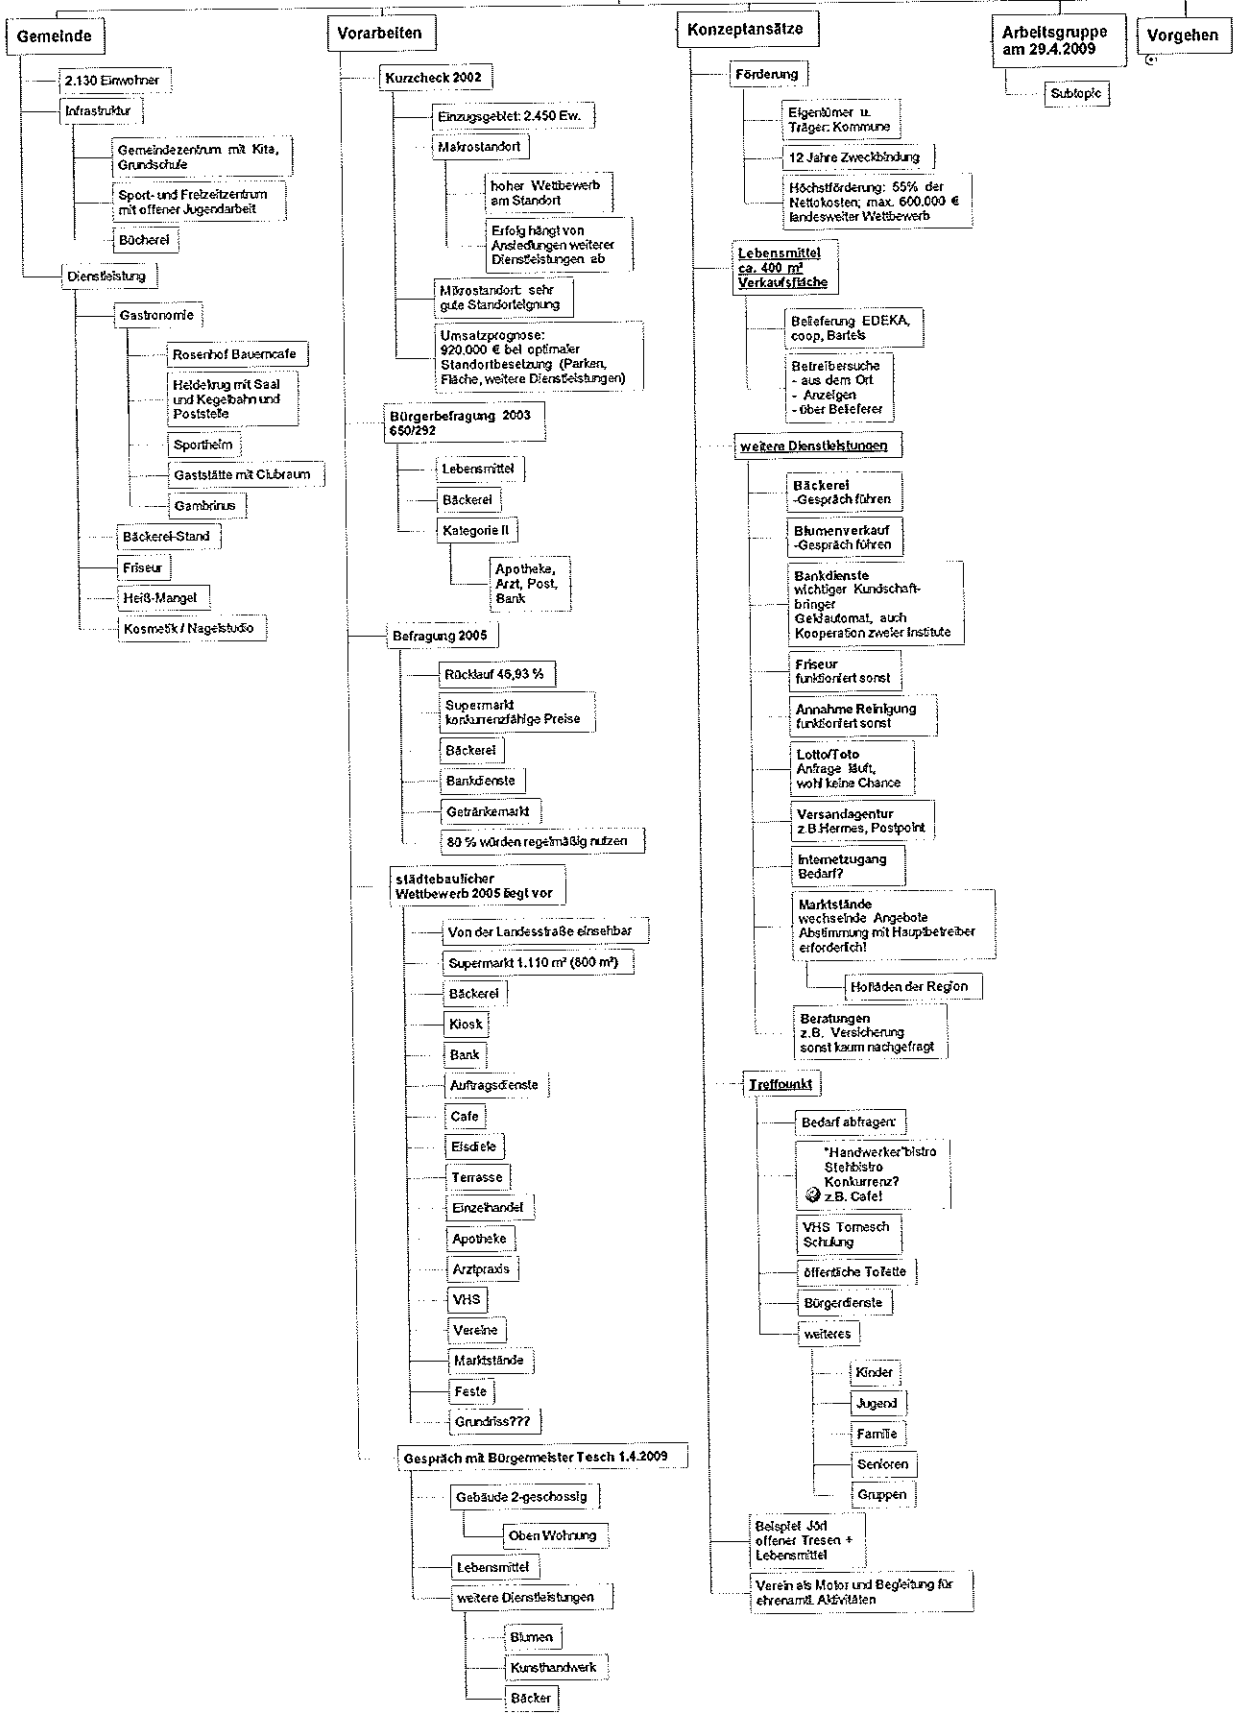 Gemeinde
2.130 Einwohner
Infrastruktur
Gemeindezentrum mit Kita,
Grundschule
Sport- und Freizeitzentrum
mit offener Jugendarbeit
Bücherei
Dienstleistung
Gastronomie
Rosenhof Bauerncafe
Heidekrug mit Saal
und Kegelbahn und
Poststelle
Sportheim
Gaststätte mit Clubraum
Gambrinus
Bäckerei-Stand
Friseur
Heiß-Mangel
Kosmetik / Nagelstudio
Vorarbeiten
Kurzcheck 2002
Einzugsgebiet: 2.450 Ew.
Makrostandort
hoher Wettbewerb
am Standort
Erfolg hängt von
Ansiedlungen weiterer
Dienstleistungen ab
Mikrostandort: sehr
gute Standorteignung
Umsatzprognose:
920.000 € bei optimaler
Standortbesetzung (Parken,
Fläche, weitere Dienstleistungen)
Bürgerbefragung 2003
650/292
Lebensmittel
Bäckerei
Kategorie II
Apotheke,
Arzt, Post,
Bank
Befragung 2005
Rücklauf 46,93 %
Supermarkt
konkurrenzfähige Preise
Bäckerei
Bankdienste
Getränkemarkt
80 % würden regelmäßig nutzen
städtebaulicher
Wettbewerb 2005 liegt vor
Von der Landesstraße einsehbar
Supermarkt 1.110 m² (800 m²)
Bäckerei
Kiosk
Bank
Auftragsdienste
Cafe
Eisdiele
Terrasse
Einzelhandel
Apotheke
Arztpraxis
VHS
Vereine
Marktstände
Feste
Grundriss???
Gespräch mit Bürgermeister Tesch 1.4.2009
Gebäude 2-geschossig
Oben Wohnung
Lebensmittel
weitere Dienstleistungen
Blumen
Kunsthandwerk
Bäcker
Konzeptansätze
Förderung
Eigentümer u.
Träger: Kommune
12 Jahre Zweckbindung
Höchstförderung: 55% der
Nettokosten; max. 600.000 €
landesweiter Wettbewerb
Lebensmittel
ca. 400 m²
Verkaufsfläche
Belieferung EDEKA,
coop, Bartels
Betreibersuche
- aus dem Ort
- Anzeigen
- über Belieferer
weitere Dienstleistungen
Bäckerei
-Gespräch führen
Blumenverkauf
-Gespräch führen
Bankdienste
wichtiger Kundschaft-
bringer
Geldautomat, auch
Kooperation zweier Institute
Friseur
funktioniert sonst
Annahme Reinigung
funktioniert sonst
Lotto/Toto
Anfrage läuft,
wohl keine Chance
Versandagentur
z.B.Hermes, Postpoint
Internetzugang
Bedarf?
Marktstände
wechselnde Angebote
Abstimmung mit Hauptbetreiber
erforderlich!
Hofläden der Region
Beratungen
z.B. Versicherung
sonst kaum nachgefragt
Treffpunkt
Bedarf abfragen:
"Handwerker"bistro
Stehbistro
Konkurrenz?
z.B. Cafe!
VHS Tornesch
Schulung
öffentliche Toilette
Bürgerdienste
weiteres
Kinder
Jugend
Familie
Senioren
Gruppen
Beispiel Jörl
offener Tresen +
Lebensmittel
Verein als Motor und Begleitung für
ehrenamtl. Aktivitäten
Arbeitsgruppe
am 29.4.2009
Subtopic
Vorgehen